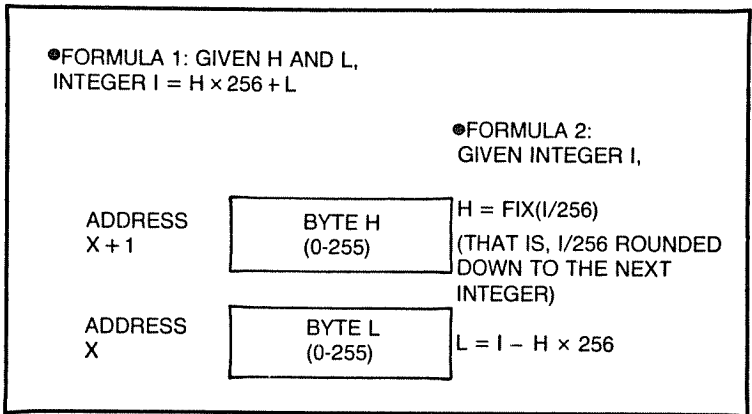 ●FORMULA 1: GIVEN H AND L,
INTEGER I = H × 256 + L
●FORMULA 2:
GIVEN INTEGER I,
ADDRESS
X + 1
BYTE H
(0-255)
H = FIX(I/256)
(THAT IS, I/256 ROUNDED
DOWN TO THE NEXT
INTEGER)
ADDRESS
X
BYTE L
(0-255)
L = I − H × 256